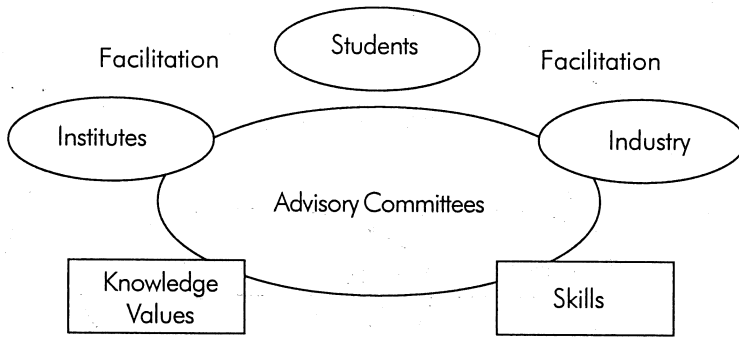 Students
Facilitation
Facilitation
Institutes
Industry
Advisory Committees
Knowledge
Values
Skills